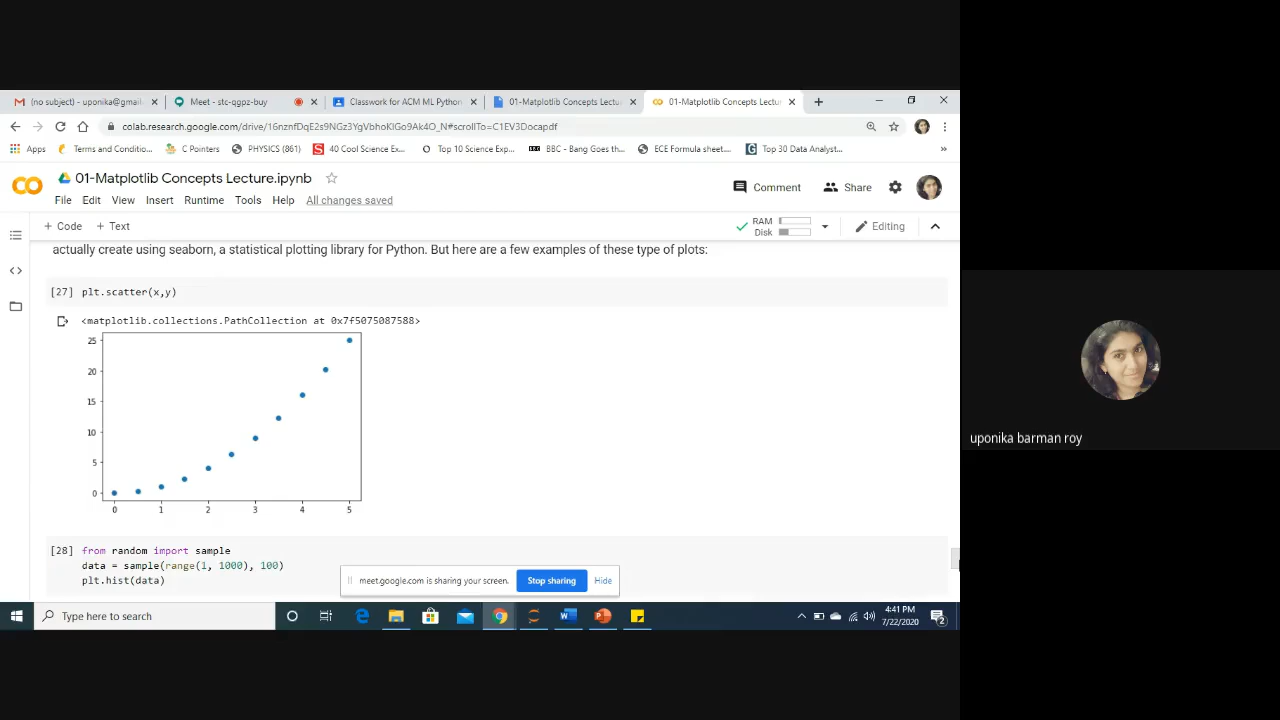 (no subject) - uponika@gmai
Meet - stc-qgpz-buy
Classwork for ACM ML Python
01-Matplotlib Concepts Lectu
01-Matplotlib Concepts Lectu
colab.research.google.com/drive/16nznfDqE2s9NGz3YgVbhoKlGo9Ak4O_N#scrollTo=C1EV3Docapdf
Apps
Terms and Conditio...
C Pointers
PHYSICS (861)
40 Cool Science Ex...
Top 10 Science Exp...
BBC - Bang Goes th...
ECE Formula sheet...
Top 30 Data Analyst...
01-Matplotlib Concepts Lecture.ipynb
Comment
Share
File Edit View Insert Runtime Tools Help All changes saved
+ Code + Text
RAM
Disk
Editing
actually create using seaborn, a statistical plotting library for Python. But here are a few examples of these type of plots:
[27] plt.scatter(x,y)
<matplotlib.collections.PathCollection at 0x7f5075087588>
25
20
15
10
5
0
0 1 2 3 4 5
uponika barman roy
[28] from random import sample
data = sample(range(1, 1000), 100)
plt.hist(data)
meet.google.com is sharing your screen.
Stop sharing
Hide
Type here to search
4:41 PM
7/22/2020
2